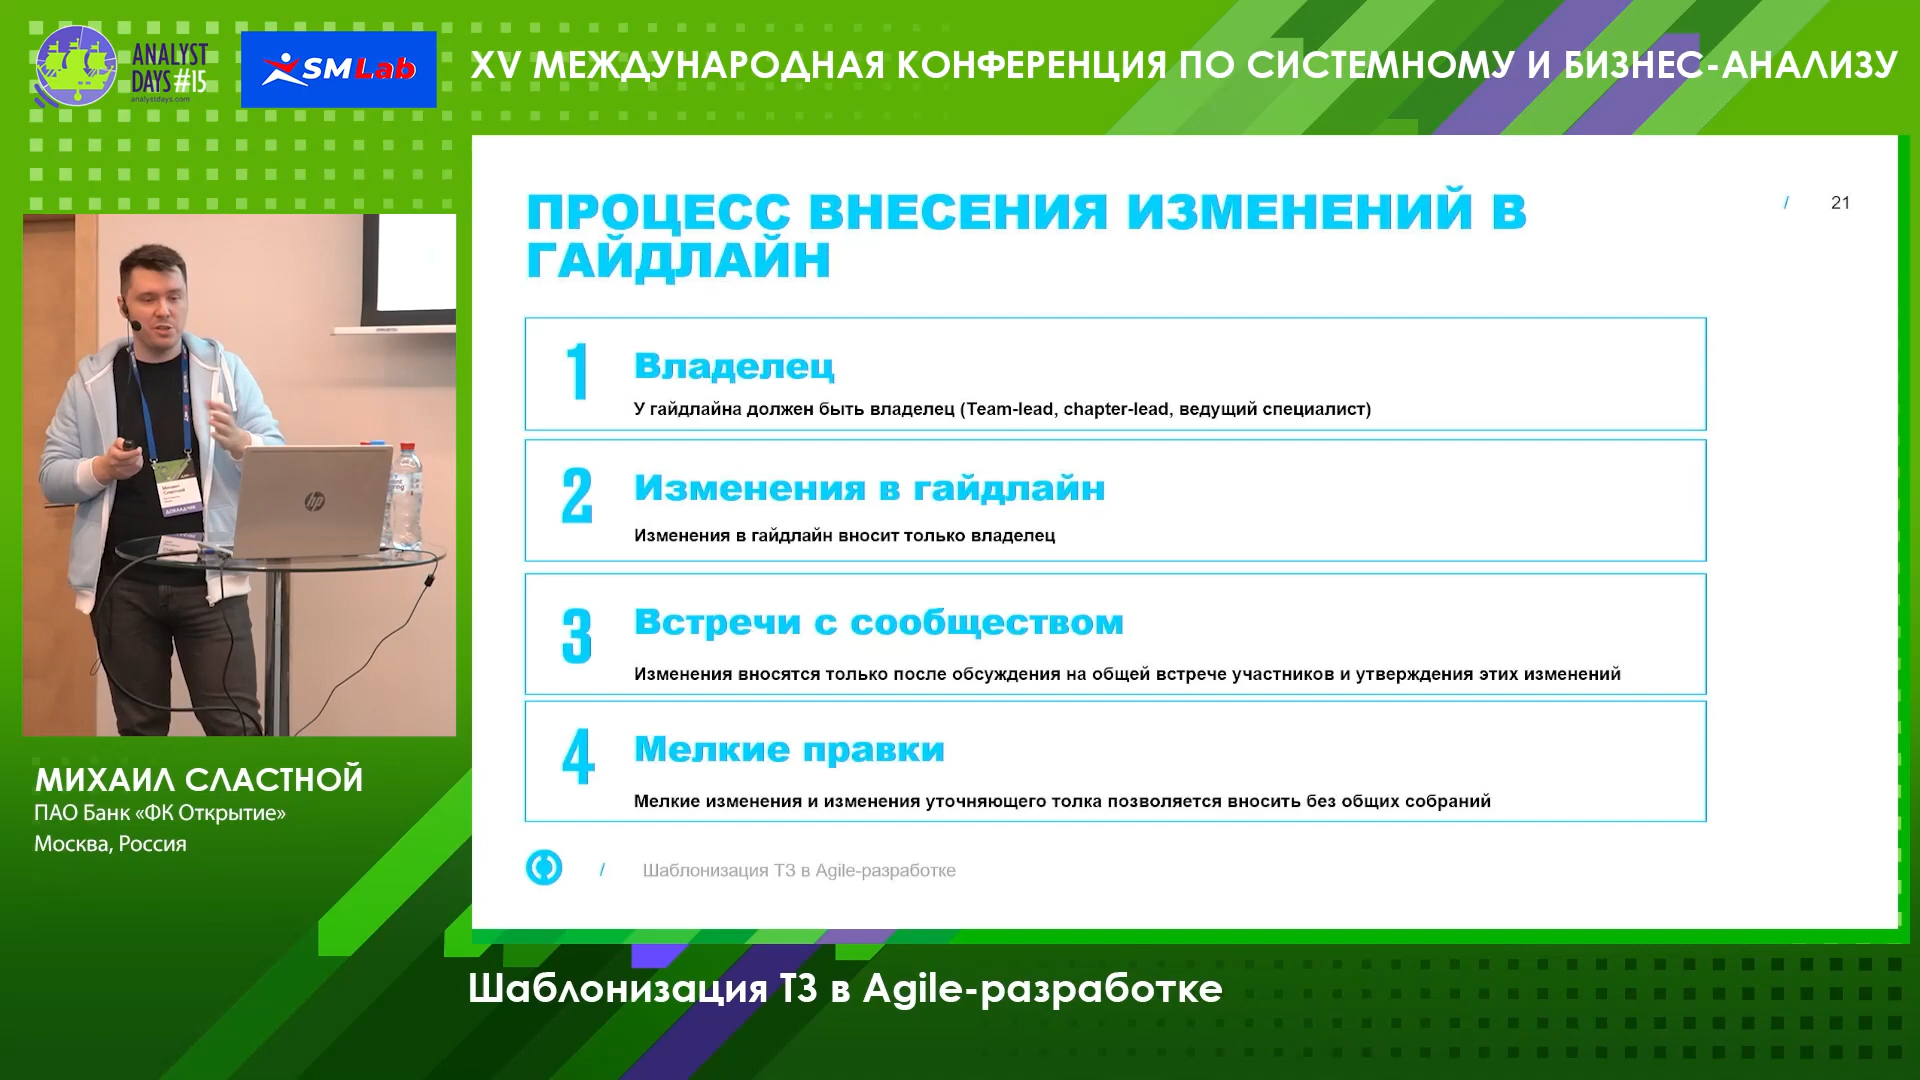 ANALYST
DAYS#15
analystdays.com
SMLab
XV МЕЖДУНАРОДНАЯ КОНФЕРЕНЦИЯ ПО СИСТЕМНОМУ И БИЗНЕС-АНАЛИЗУ
ПРОЦЕСС ВНЕСЕНИЯ ИЗМЕНЕНИЙ В
ГАЙДЛАЙН
/ 21
1 Владелец
У гайдлайна должен быть владелец (Team-lead, chapter-lead, ведущий специалист)
2 Изменения в гайдлайн
Изменения в гайдлайн вносит только владелец
3 Встречи с сообществом
Изменения вносятся только после обсуждения на общей встрече участников и утверждения этих изменений
4 Мелкие правки
Мелкие изменения и изменения уточняющего толка позволяется вносить без общих собраний
/ Шаблонизация ТЗ в Agile-разработке
Михаил
Сластной
ДОКЛАДЧИК
hp
МИХАИЛ СЛАСТНОЙ
ПАО Банк «ФК Открытие»
Москва, Россия
Шаблонизация ТЗ в Agile-разработке